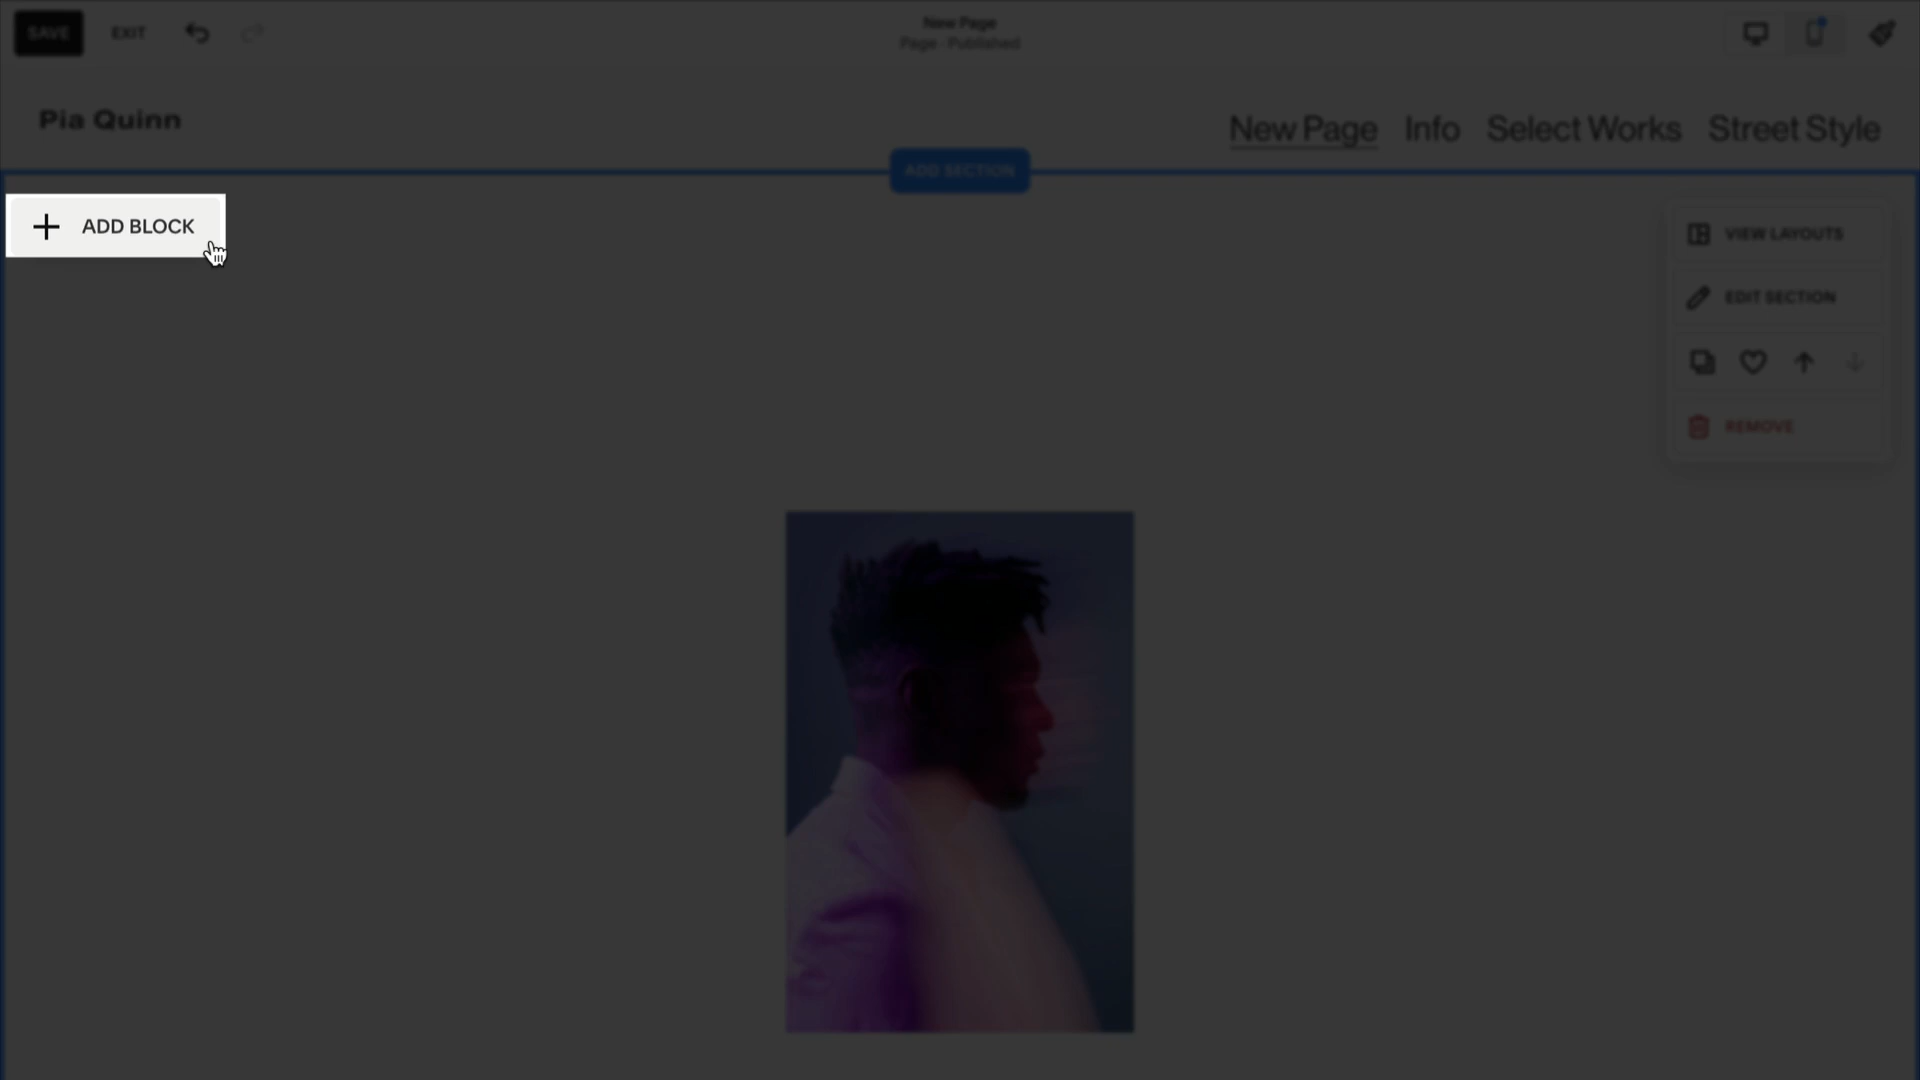 SAVE
EXIT
New Page
Page · Published
Pia Quinn
New Page
Info
Select Works
Street Style
ADD SECTION
ADD BLOCK
VIEW LAYOUTS
EDIT SECTION
REMOVE